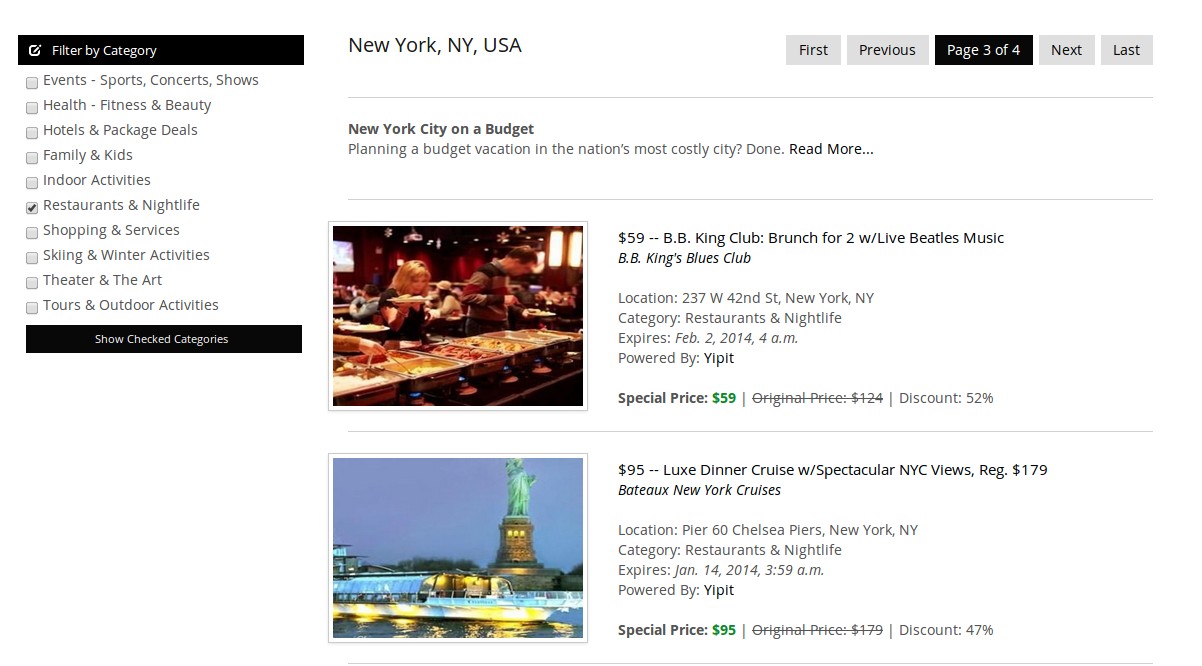 Filter by Category
Events - Sports, Concerts, Shows
Health - Fitness & Beauty
Hotels & Package Deals
Family & Kids
Indoor Activities
Restaurants & Nightlife
Shopping & Services
Skiing & Winter Activities
Theater & The Art
Tours & Outdoor Activities
Show Checked Categories
New York, NY, USA
First Previous Page 3 of 4 Next Last
New York City on a Budget
Planning a budget vacation in the nation’s most costly city? Done. Read More...
$59 -- B.B. King Club: Brunch for 2 w/Live Beatles Music
B.B. King's Blues Club
Location: 237 W 42nd St, New York, NY
Category: Restaurants & Nightlife
Expires: Feb. 2, 2014, 4 a.m.
Powered By: Yipit
Special Price: $59 | Original Price: $124 | Discount: 52%
$95 -- Luxe Dinner Cruise w/Spectacular NYC Views, Reg. $179
Bateaux New York Cruises
Location: Pier 60 Chelsea Piers, New York, NY
Category: Restaurants & Nightlife
Expires: Jan. 14, 2014, 3:59 a.m.
Powered By: Yipit
Special Price: $95 | Original Price: $179 | Discount: 47%